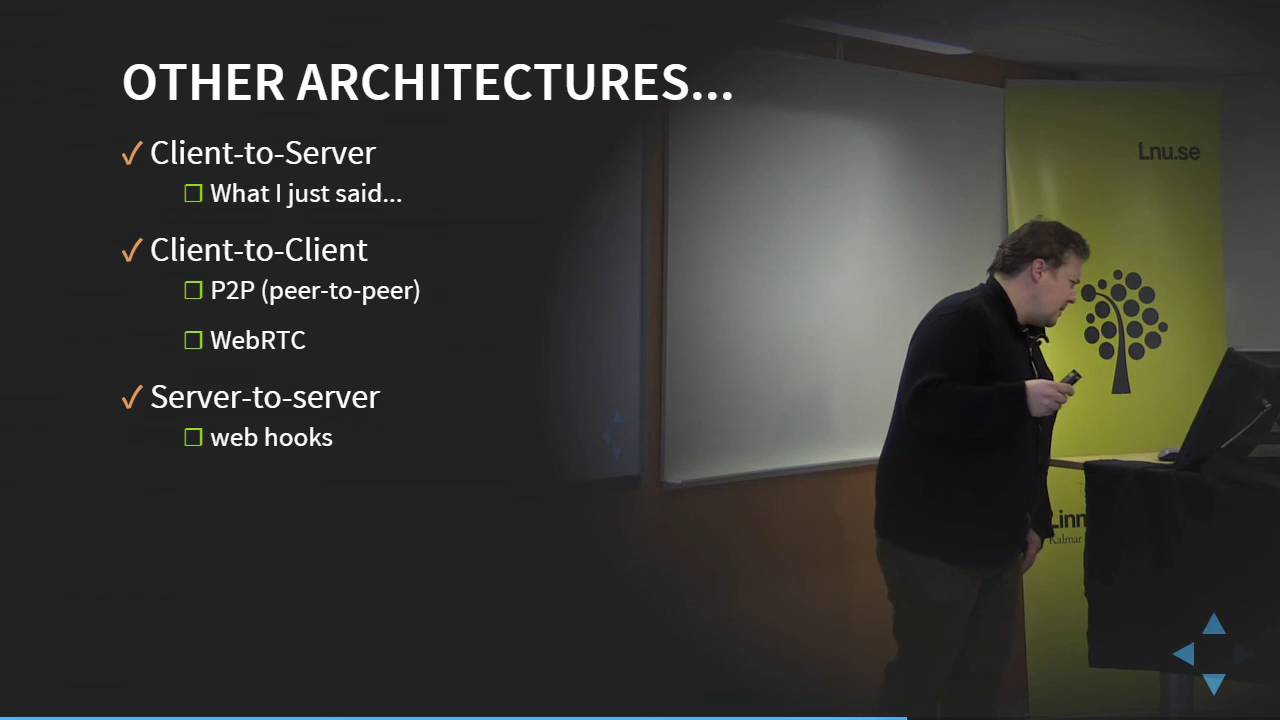 OTHER ARCHITECTURES...
✓ Client-to-Server
❐ What I just said...
✓ Client-to-Client
❐ P2P (peer-to-peer)
❐ WebRTC
✓ Server-to-server
❐ web hooks
Lnu.se
Kalmar